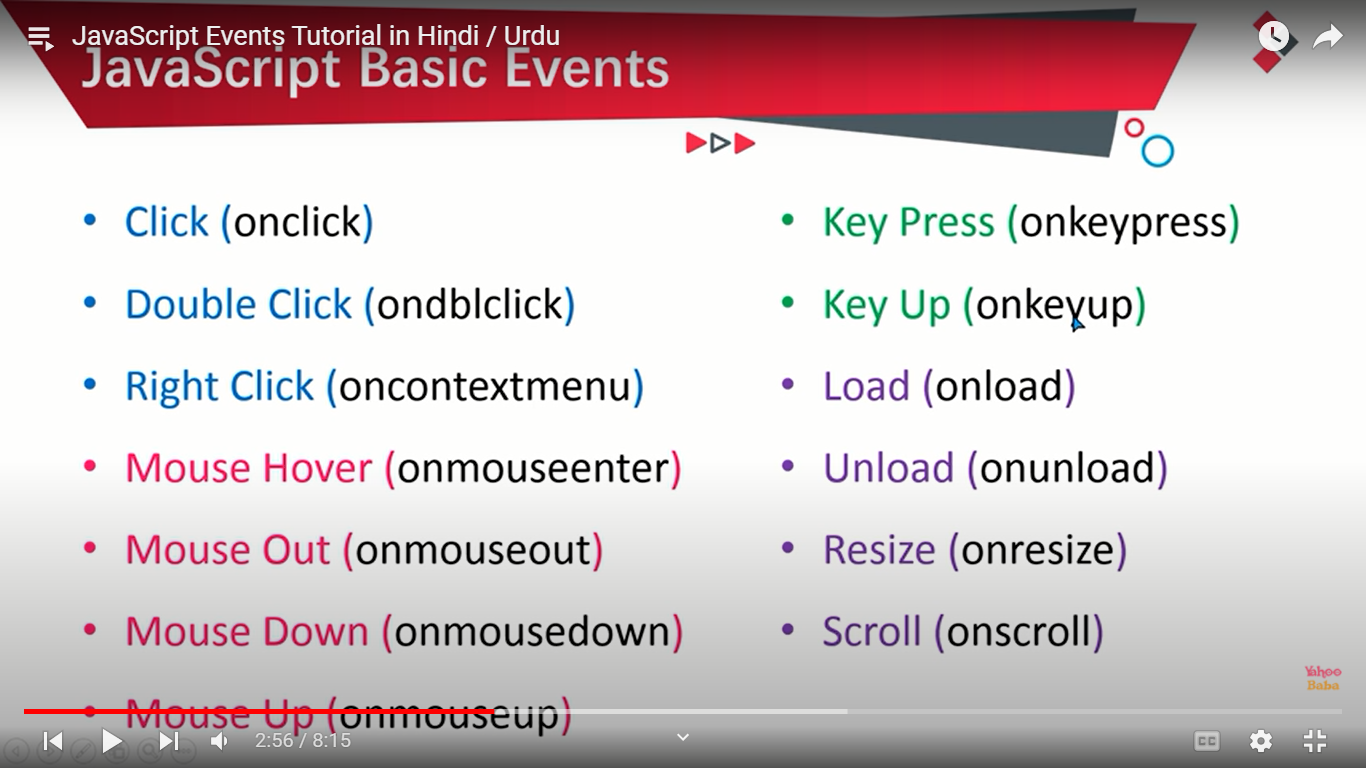 JavaScript Events Tutorial in Hindi / Urdu
JavaScript Basic Events
• Click (onclick)
• Double Click (ondblclick)
• Right Click (oncontextmenu)
• Mouse Hover (onmouseenter)
• Mouse Out (onmouseout)
• Mouse Down (onmousedown)
• Mouse Up (onmouseup)
• Key Press (onkeypress)
• Key Up (onkeyup)
• Load (onload)
• Unload (onunload)
• Resize (onresize)
• Scroll (onscroll)
Yahoo
Baba
2:56 / 8:15
CC